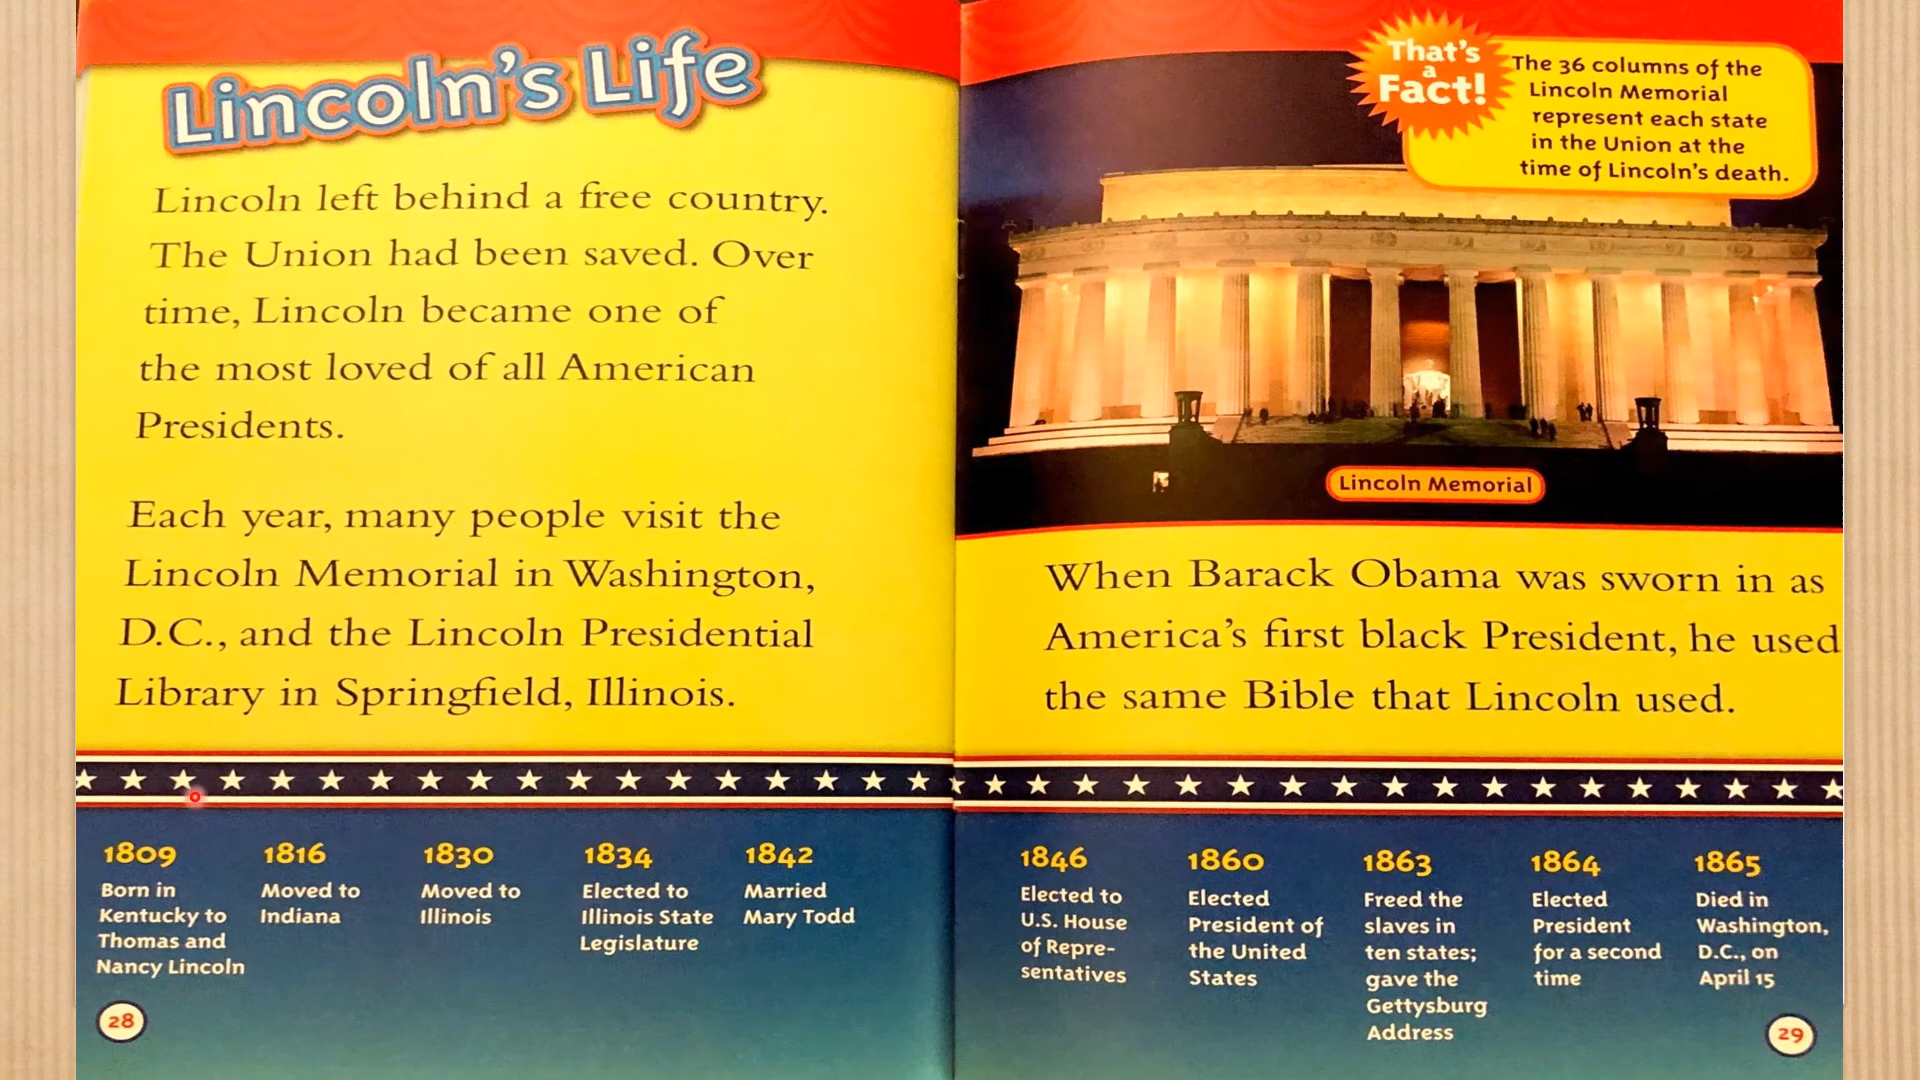 Lincoln's Life
Lincoln left behind a free country.
The Union had been saved. Over
time, Lincoln became one of
the most loved of all American
Presidents.
Each year, many people visit the
Lincoln Memorial in Washington,
D.C., and the Lincoln Presidential
Library in Springfield, Illinois.
1809
Born in
Kentucky to
Thomas and
Nancy Lincoln
1816
Moved to
Indiana
1830
Moved to
Illinois
1834
Elected to
Illinois State
Legislature
1842
Married
Mary Todd
28
That's
a
Fact!
The 36 columns of the
Lincoln Memorial
represent each state
in the Union at the
time of Lincoln's death.
Lincoln Memorial
When Barack Obama was sworn in as
America's first black President, he used
the same Bible that Lincoln used.
1846
Elected to
U.S. House
of Repre-
sentatives
1860
Elected
President of
the United
States
1863
Freed the
slaves in
ten states;
gave the
Gettysburg
Address
1864
Elected
President
for a second
time
1865
Died in
Washington,
D.C., on
April 15
29